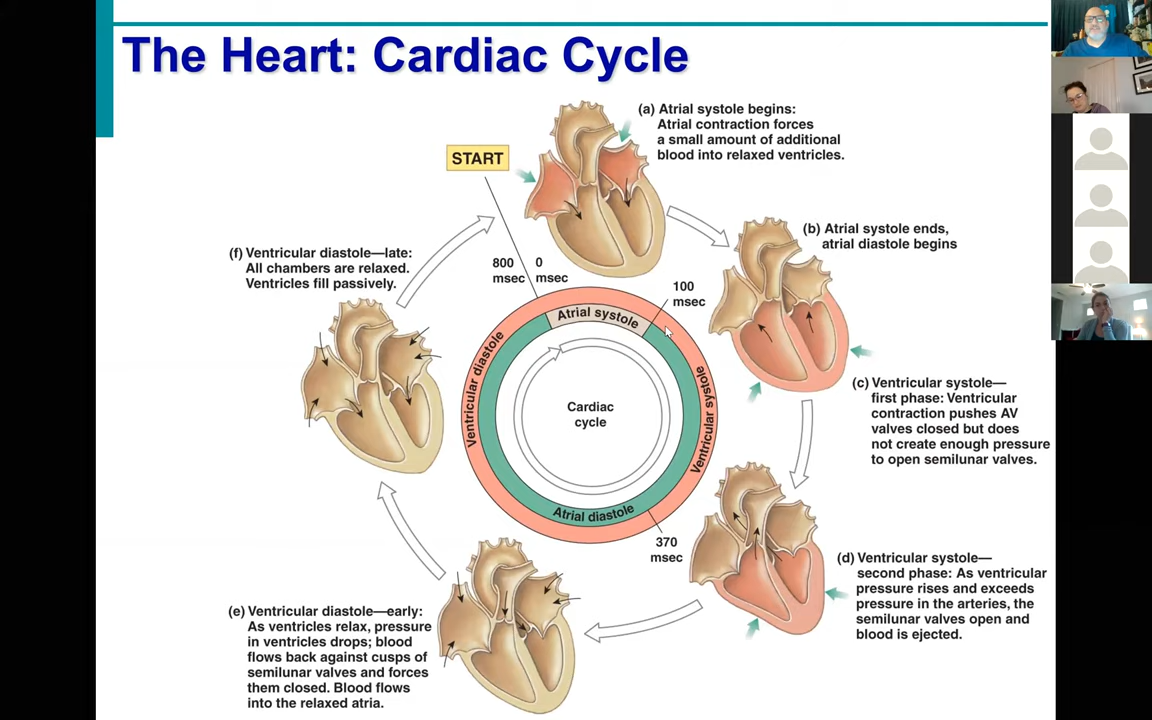 The Heart: Cardiac Cycle
START
(a) Atrial systole begins:
Atrial contraction forces
a small amount of additional
blood into relaxed ventricles.
(b) Atrial systole ends,
atrial diastole begins
(c) Ventricular systole—
first phase: Ventricular
contraction pushes AV
valves closed but does
not create enough pressure
to open semilunar valves.
(d) Ventricular systole—
second phase: As ventricular
pressure rises and exceeds
pressure in the arteries, the
semilunar valves open and
blood is ejected.
(e) Ventricular diastole—early:
As ventricles relax, pressure
in ventricles drops; blood
flows back against cusps of
semilunar valves and forces
them closed. Blood flows
into the relaxed atria.
(f) Ventricular diastole—late:
All chambers are relaxed.
Ventricles fill passively.
800
msec
0
msec
100
msec
370
msec
Atrial systole
Ventricular systole
Atrial diastole
Ventricular diastole
Cardiac
cycle